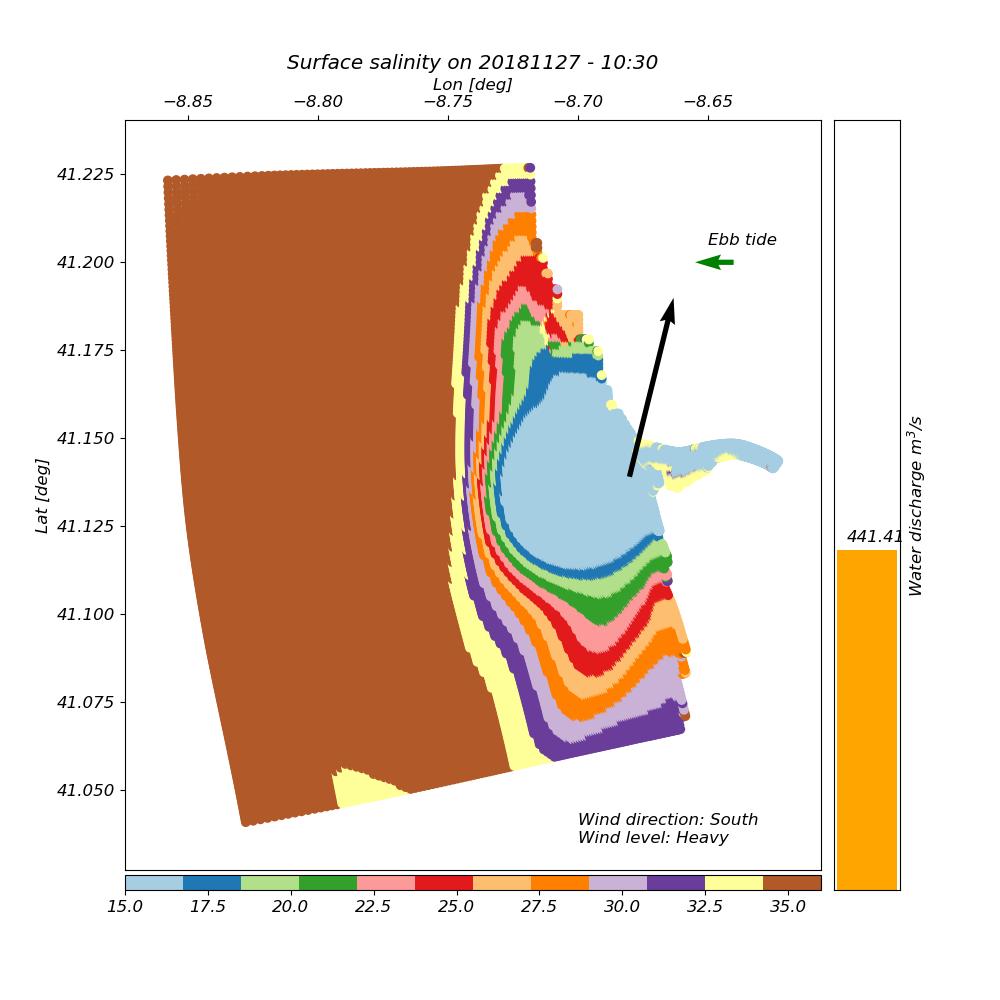 Surface salinity on 20181127 - 10:30
Lon [deg]
−8.85 −8.80 −8.75 −8.70 −8.65
41.225
41.200
41.175
41.150
41.125
41.100
41.075
41.050
Lat [deg]
Ebb tide
Wind direction: South
Wind level: Heavy
441.41
Water discharge m³/s
15.0 17.5 20.0 22.5 25.0 27.5 30.0 32.5 35.0